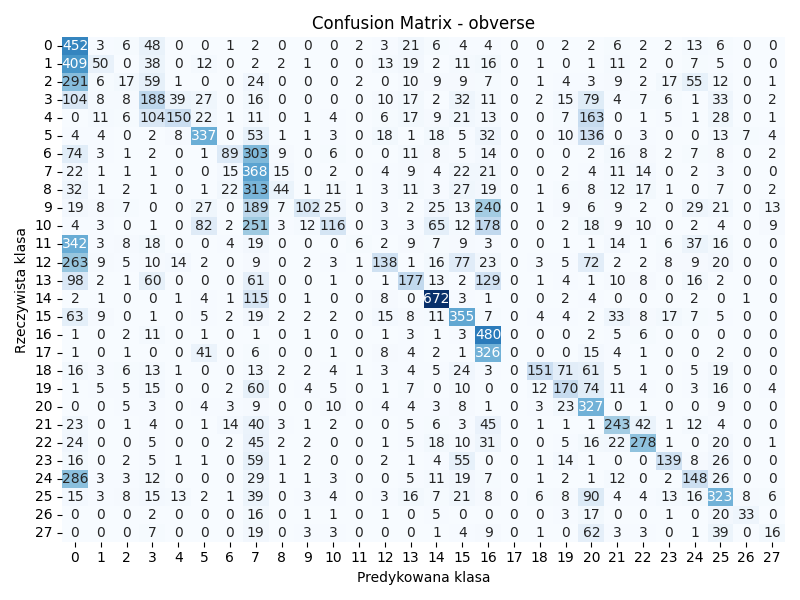 Confusion Matrix - obverse
0 452 3 6 48 0 0 1 2 0 0 0 2 3 21 6 4 4 0 0 2 2 6 2 2 13 6 0 0
1 409 50 0 38 0 12 0 2 2 1 0 0 13 19 2 11 16 0 1 0 1 11 2 0 7 5 0 0
2 291 6 17 59 1 0 0 24 0 0 0 2 0 10 9 9 7 0 1 4 3 9 2 17 55 12 0 1
3 104 8 8 188 39 27 0 16 0 0 0 0 10 17 2 32 11 0 2 15 79 4 7 6 1 33 0 2
4 0 11 6 104 150 22 1 11 0 1 4 0 6 17 9 21 13 0 0 7 163 0 1 5 1 28 0 1
5 4 4 0 2 8 337 0 53 1 1 3 0 18 1 18 5 32 0 0 10 136 0 3 0 0 13 7 4
6 74 3 1 2 0 1 89 303 9 0 6 0 0 11 8 5 14 0 0 0 2 16 8 2 7 8 0 2
7 22 1 1 1 0 0 15 368 15 0 2 0 4 9 4 22 21 0 0 2 4 11 14 0 2 3 0 0
8 32 1 2 1 0 1 22 313 44 1 11 1 3 11 3 27 19 0 1 6 8 12 17 1 0 7 0 2
9 19 8 7 0 0 27 0 189 7 102 25 0 3 2 25 13 240 0 1 9 6 9 2 0 29 21 0 13
10 4 3 0 1 0 82 2 251 3 12 116 0 3 3 65 12 178 0 0 2 18 9 10 0 2 4 0 9
11 342 3 8 18 0 0 4 19 0 0 0 6 2 9 7 9 3 0 0 1 1 14 1 6 37 16 0 0
12 263 9 5 10 14 2 0 9 0 2 3 1 138 1 16 77 23 0 3 5 72 2 2 8 9 20 0 0
13 98 2 1 60 0 0 0 61 0 0 1 0 1 177 13 2 129 0 1 4 1 10 8 0 16 2 0 0
14 2 1 0 0 1 4 1 115 0 1 0 0 8 0 672 3 1 0 0 2 4 0 0 0 2 0 1 0
15 63 9 0 1 0 5 2 19 2 2 2 0 15 8 11 355 7 0 4 4 2 33 8 17 7 5 0 0
16 1 0 2 11 0 1 0 1 0 1 0 0 1 3 1 3 480 0 0 0 2 5 6 0 0 0 0 0
17 1 0 1 0 0 41 0 6 0 0 1 0 8 4 2 1 326 0 0 0 15 4 1 0 0 2 0 0
18 16 3 6 13 1 0 0 13 2 2 4 1 3 4 5 24 3 0 151 71 61 5 1 0 5 19 0 0
19 1 5 5 15 0 0 2 60 0 4 5 0 1 7 0 10 0 0 12 170 74 11 4 0 3 16 0 4
20 0 0 5 3 0 4 3 9 0 0 10 0 4 4 3 8 1 0 3 23 327 0 1 0 0 9 0 0
21 23 0 1 4 0 1 14 40 3 1 2 0 0 5 6 3 45 0 1 1 1 243 42 1 12 4 0 0
22 24 0 0 5 0 0 2 45 2 2 0 0 1 5 18 10 31 0 0 5 16 22 278 1 0 20 0 1
23 16 0 2 5 1 1 0 59 1 2 0 0 2 1 4 55 0 0 1 14 1 0 0 139 8 26 0 0
24 286 3 3 12 0 0 0 29 1 1 3 0 0 5 11 19 7 0 1 2 1 12 0 2 148 26 0 0
25 15 3 8 15 13 2 1 39 0 3 4 0 3 16 7 21 8 0 6 8 90 4 4 13 16 323 8 6
26 0 0 0 2 0 0 0 16 0 1 1 0 1 0 5 0 0 0 0 3 17 0 0 1 0 20 33 0
27 0 0 0 7 0 0 0 19 0 3 3 0 0 0 1 4 9 0 1 0 62 3 3 0 1 39 0 16
0 1 2 3 4 5 6 7 8 9 10 11 12 13 14 15 16 17 18 19 20 21 22 23 24 25 26 27
Predykowana klasa
Rzeczywista klasa